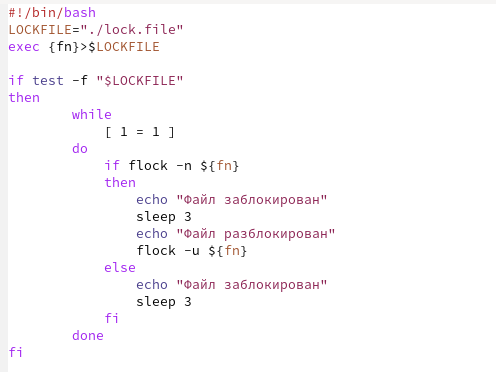 #!/bin/bash
LOCKFILE="./lock.file"
exec {fn}>$LOCKFILE

if test -f "$LOCKFILE"
then
        while
            [ 1 = 1 ]
        do
            if flock -n ${fn}
            then
                echo "Файл заблокирован"
                sleep 3
                echo "Файл разблокирован"
                flock -u ${fn}
            else
                echo "Файл заблокирован"
                sleep 3
            fi
        done
fi